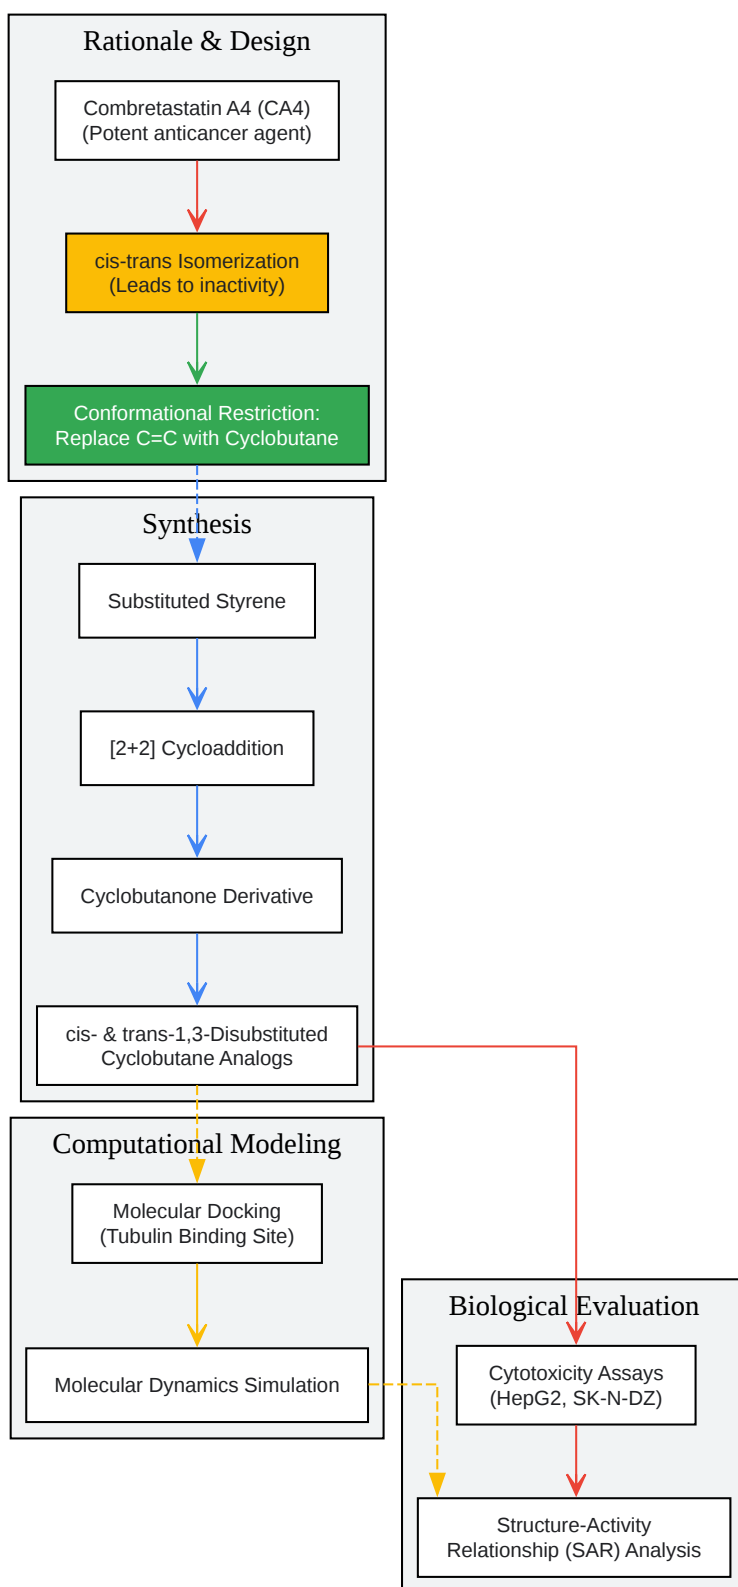 Rationale & Design
Combretastatin A4 (CA4)
(Potent anticancer agent)
cis-trans Isomerization
(Leads to inactivity)
Conformational Restriction:
Replace C=C with Cyclobutane
Synthesis
Substituted Styrene
[2+2] Cycloaddition
Cyclobutanone Derivative
cis- & trans-1,3-Disubstituted
Cyclobutane Analogs
Computational Modeling
Molecular Docking
(Tubulin Binding Site)
Molecular Dynamics Simulation
Biological Evaluation
Cytotoxicity Assays
(HepG2, SK-N-DZ)
Structure-Activity
Relationship (SAR) Analysis